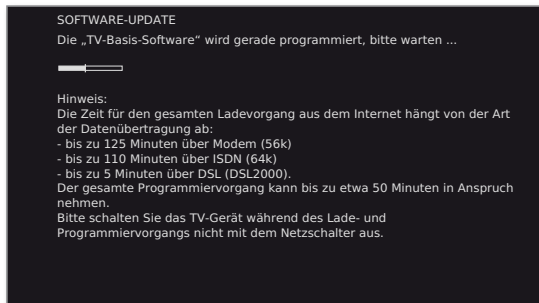 SOFTWARE-UPDATE
Die „TV-Basis-Software“ wird gerade programmiert, bitte warten ...
Hinweis:
Die Zeit für den gesamten Ladevorgang aus dem Internet hängt von der Art
der Datenübertragung ab:
- bis zu 125 Minuten über Modem (56k)
- bis zu 110 Minuten über ISDN (64k)
- bis zu 5 Minuten über DSL (DSL2000).
Der gesamte Programmiervorgang kann bis zu etwa 50 Minuten in Anspruch
nehmen.
Bitte schalten Sie das TV-Gerät während des Lade- und
Programmiervorgangs nicht mit dem Netzschalter aus.